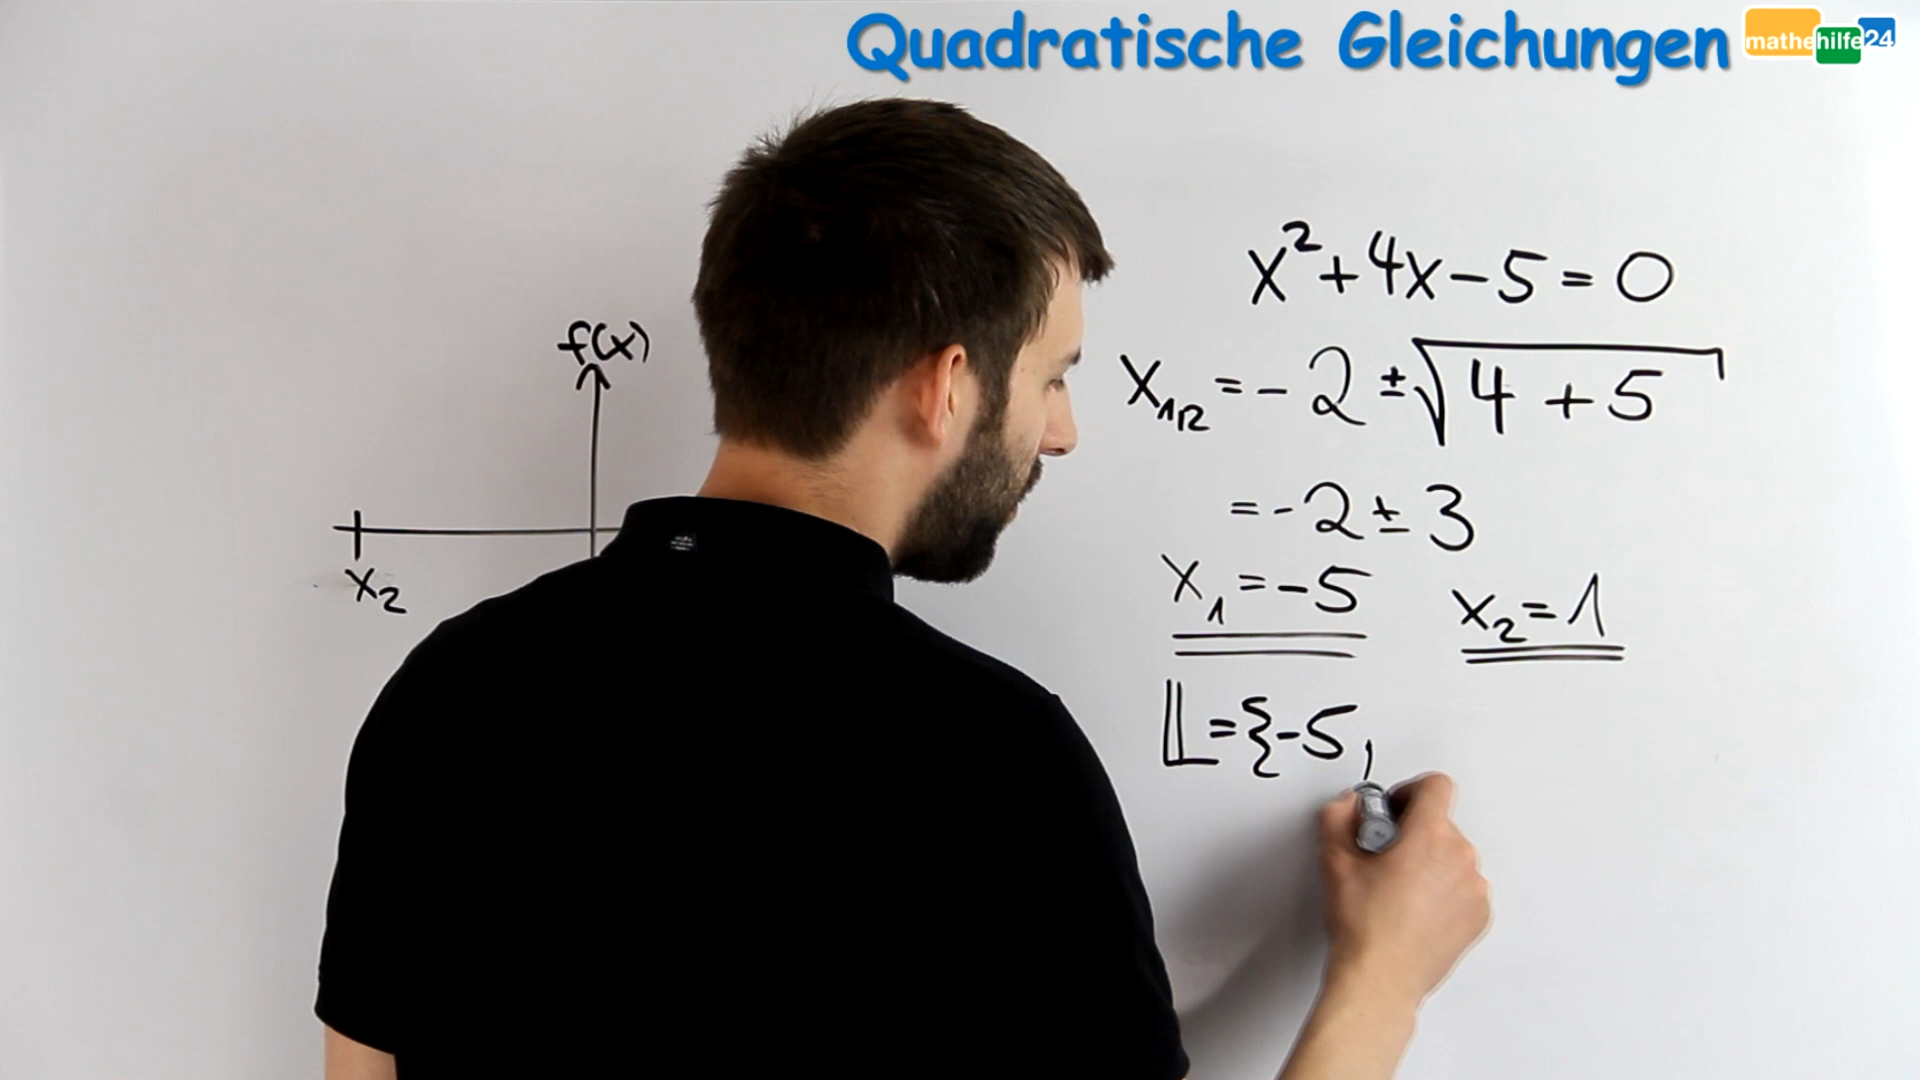 Quadratische Gleichungen
mathehilfe24
f(x)
x₂
x²+4x-5=0
x₁,₂=-2±√4+5
=-2±3
x₁=-5 x₂=1
𝕃={-5,